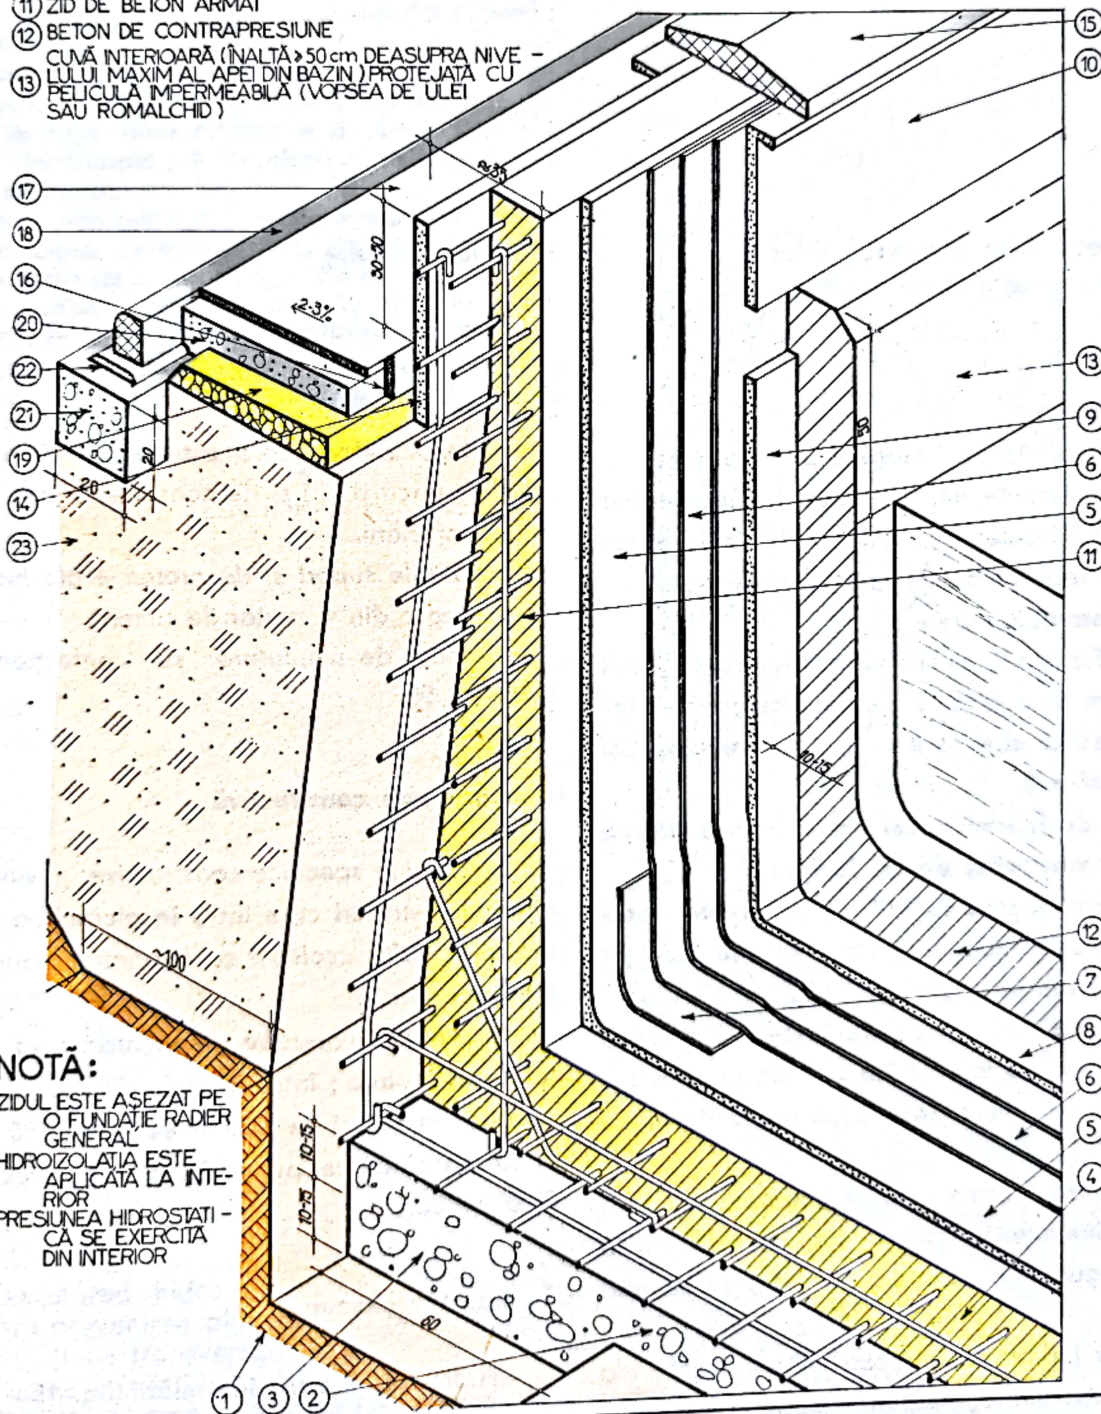 ⑪ ZID DE BETON ARMAT
⑫ BETON DE CONTRAPRESIUNE
⑬ CUVĂ INTERIOARĂ (ÎNALTĂ > 50 cm DEASUPRA NIVE -
LULUI MAXIM AL APEI DIN BAZIN) PROTEJATĂ CU
PELICULĂ IMPERMEABILĂ (VOPSEA DE ULEI
SAU ROMALCHID)
15
10
17
≈35
18
30-50
16
2-3%
20
22
13
21
9
50
19
20
6
20
14
5
23
11
10-15
12
~100
7
8
NOTĂ:
ZIDUL ESTE AȘEZAT PE
O FUNDAȚIE RADIER
GENERAL
6
HIDROIZOLAȚIA ESTE
APLICATĂ LA INTE-
RIOR
10-15
5
4
PRESIUNEA HIDROSTATI -
CĂ SE EXERCITĂ
DIN INTERIOR
10-15
60
1
3
2